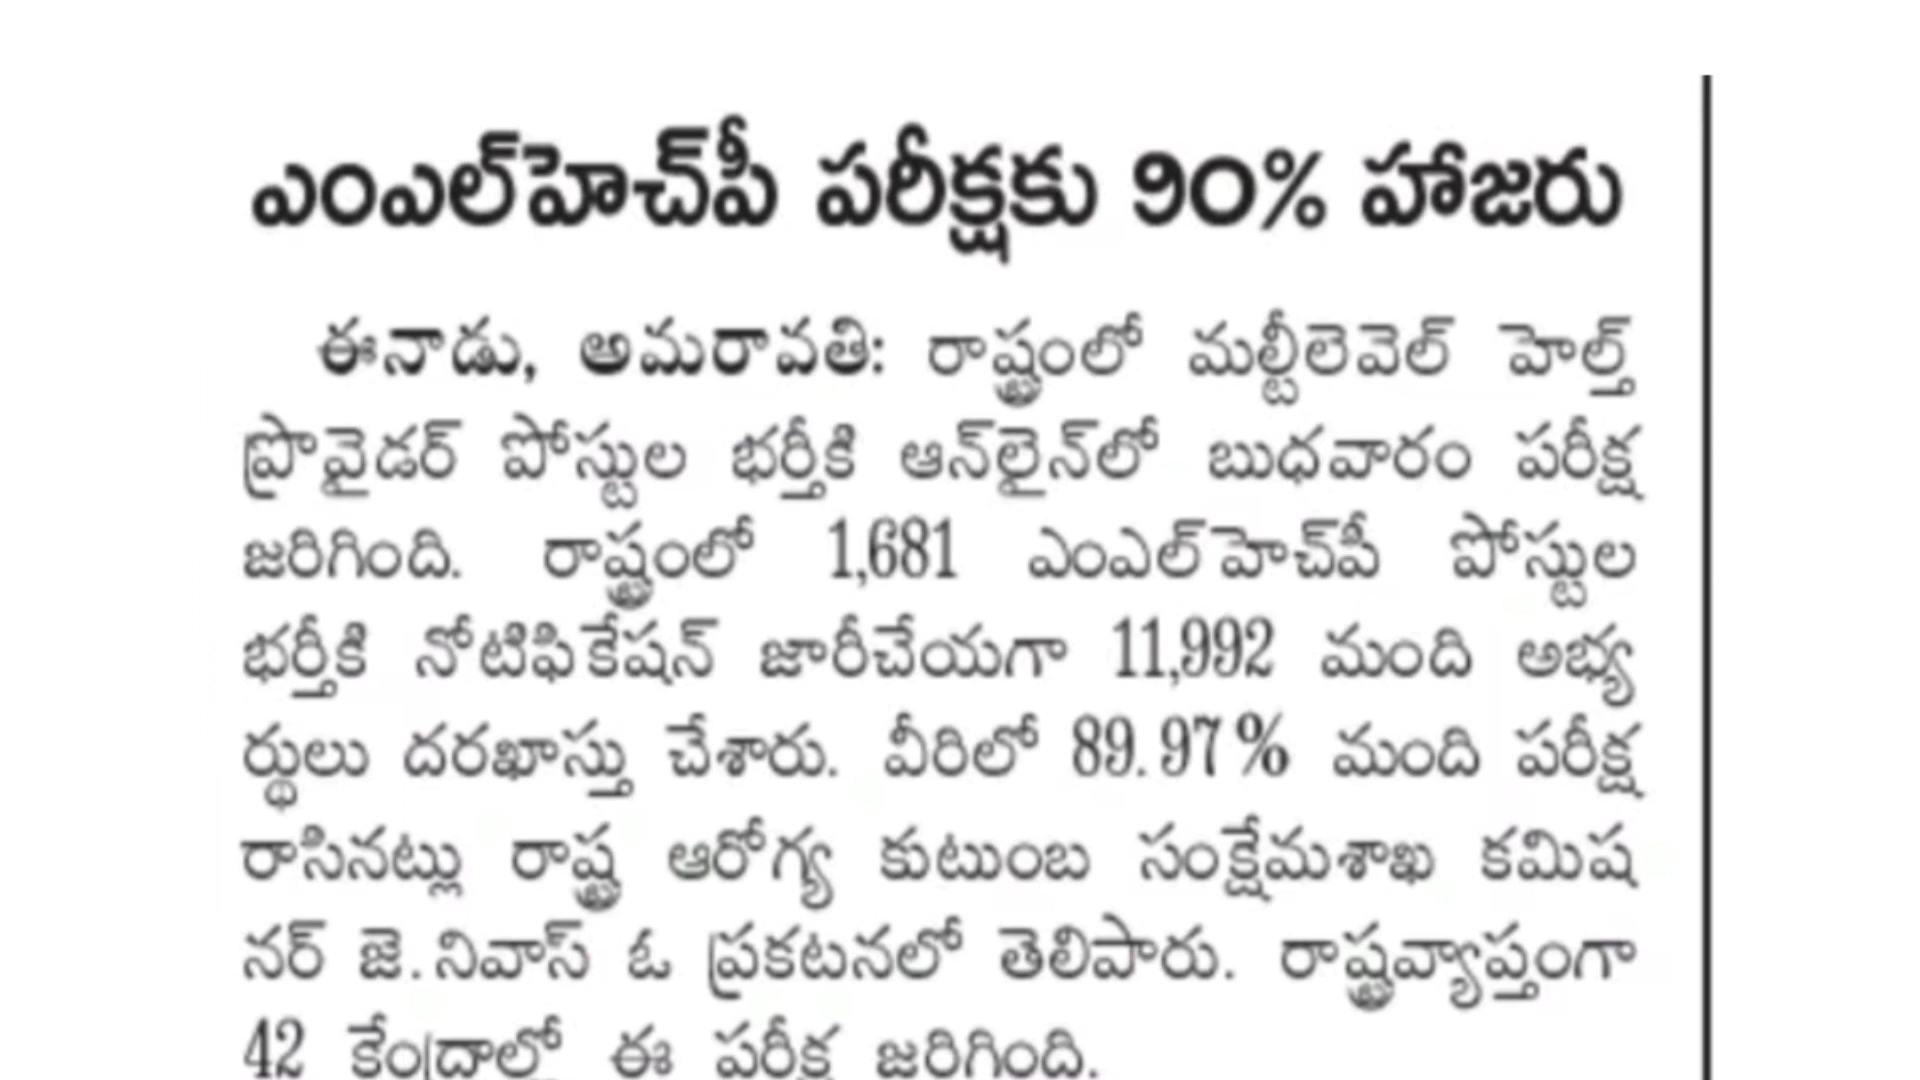 ఎంఎల్‌హెచ్‌పీ పరీక్షకు 90% హాజరు
ఈనాడు, అమరావతి: రాష్ట్రంలో మల్టీలెవెల్ హెల్త్
ప్రొవైడర్ పోస్టుల భర్తీకి ఆన్‌లైన్‌లో బుధవారం పరీక్ష
జరిగింది. రాష్ట్రంలో 1,681 ఎంఎల్‌హెచ్‌పీ పోస్టుల
భర్తీకి నోటిఫికేషన్ జారీచేయగా 11,992 మంది అభ్య
ర్థులు దరఖాస్తు చేశారు. వీరిలో 89.97% మంది పరీక్ష
రాసినట్లు రాష్ట్ర ఆరోగ్య కుటుంబ సంక్షేమశాఖ కమిష
నర్ జె.నివాస్ ఓ ప్రకటనలో తెలిపారు. రాష్ట్రవ్యాప్తంగా
42 కేంద్రాల్లో ఈ పరీక్ష జరిగింది.